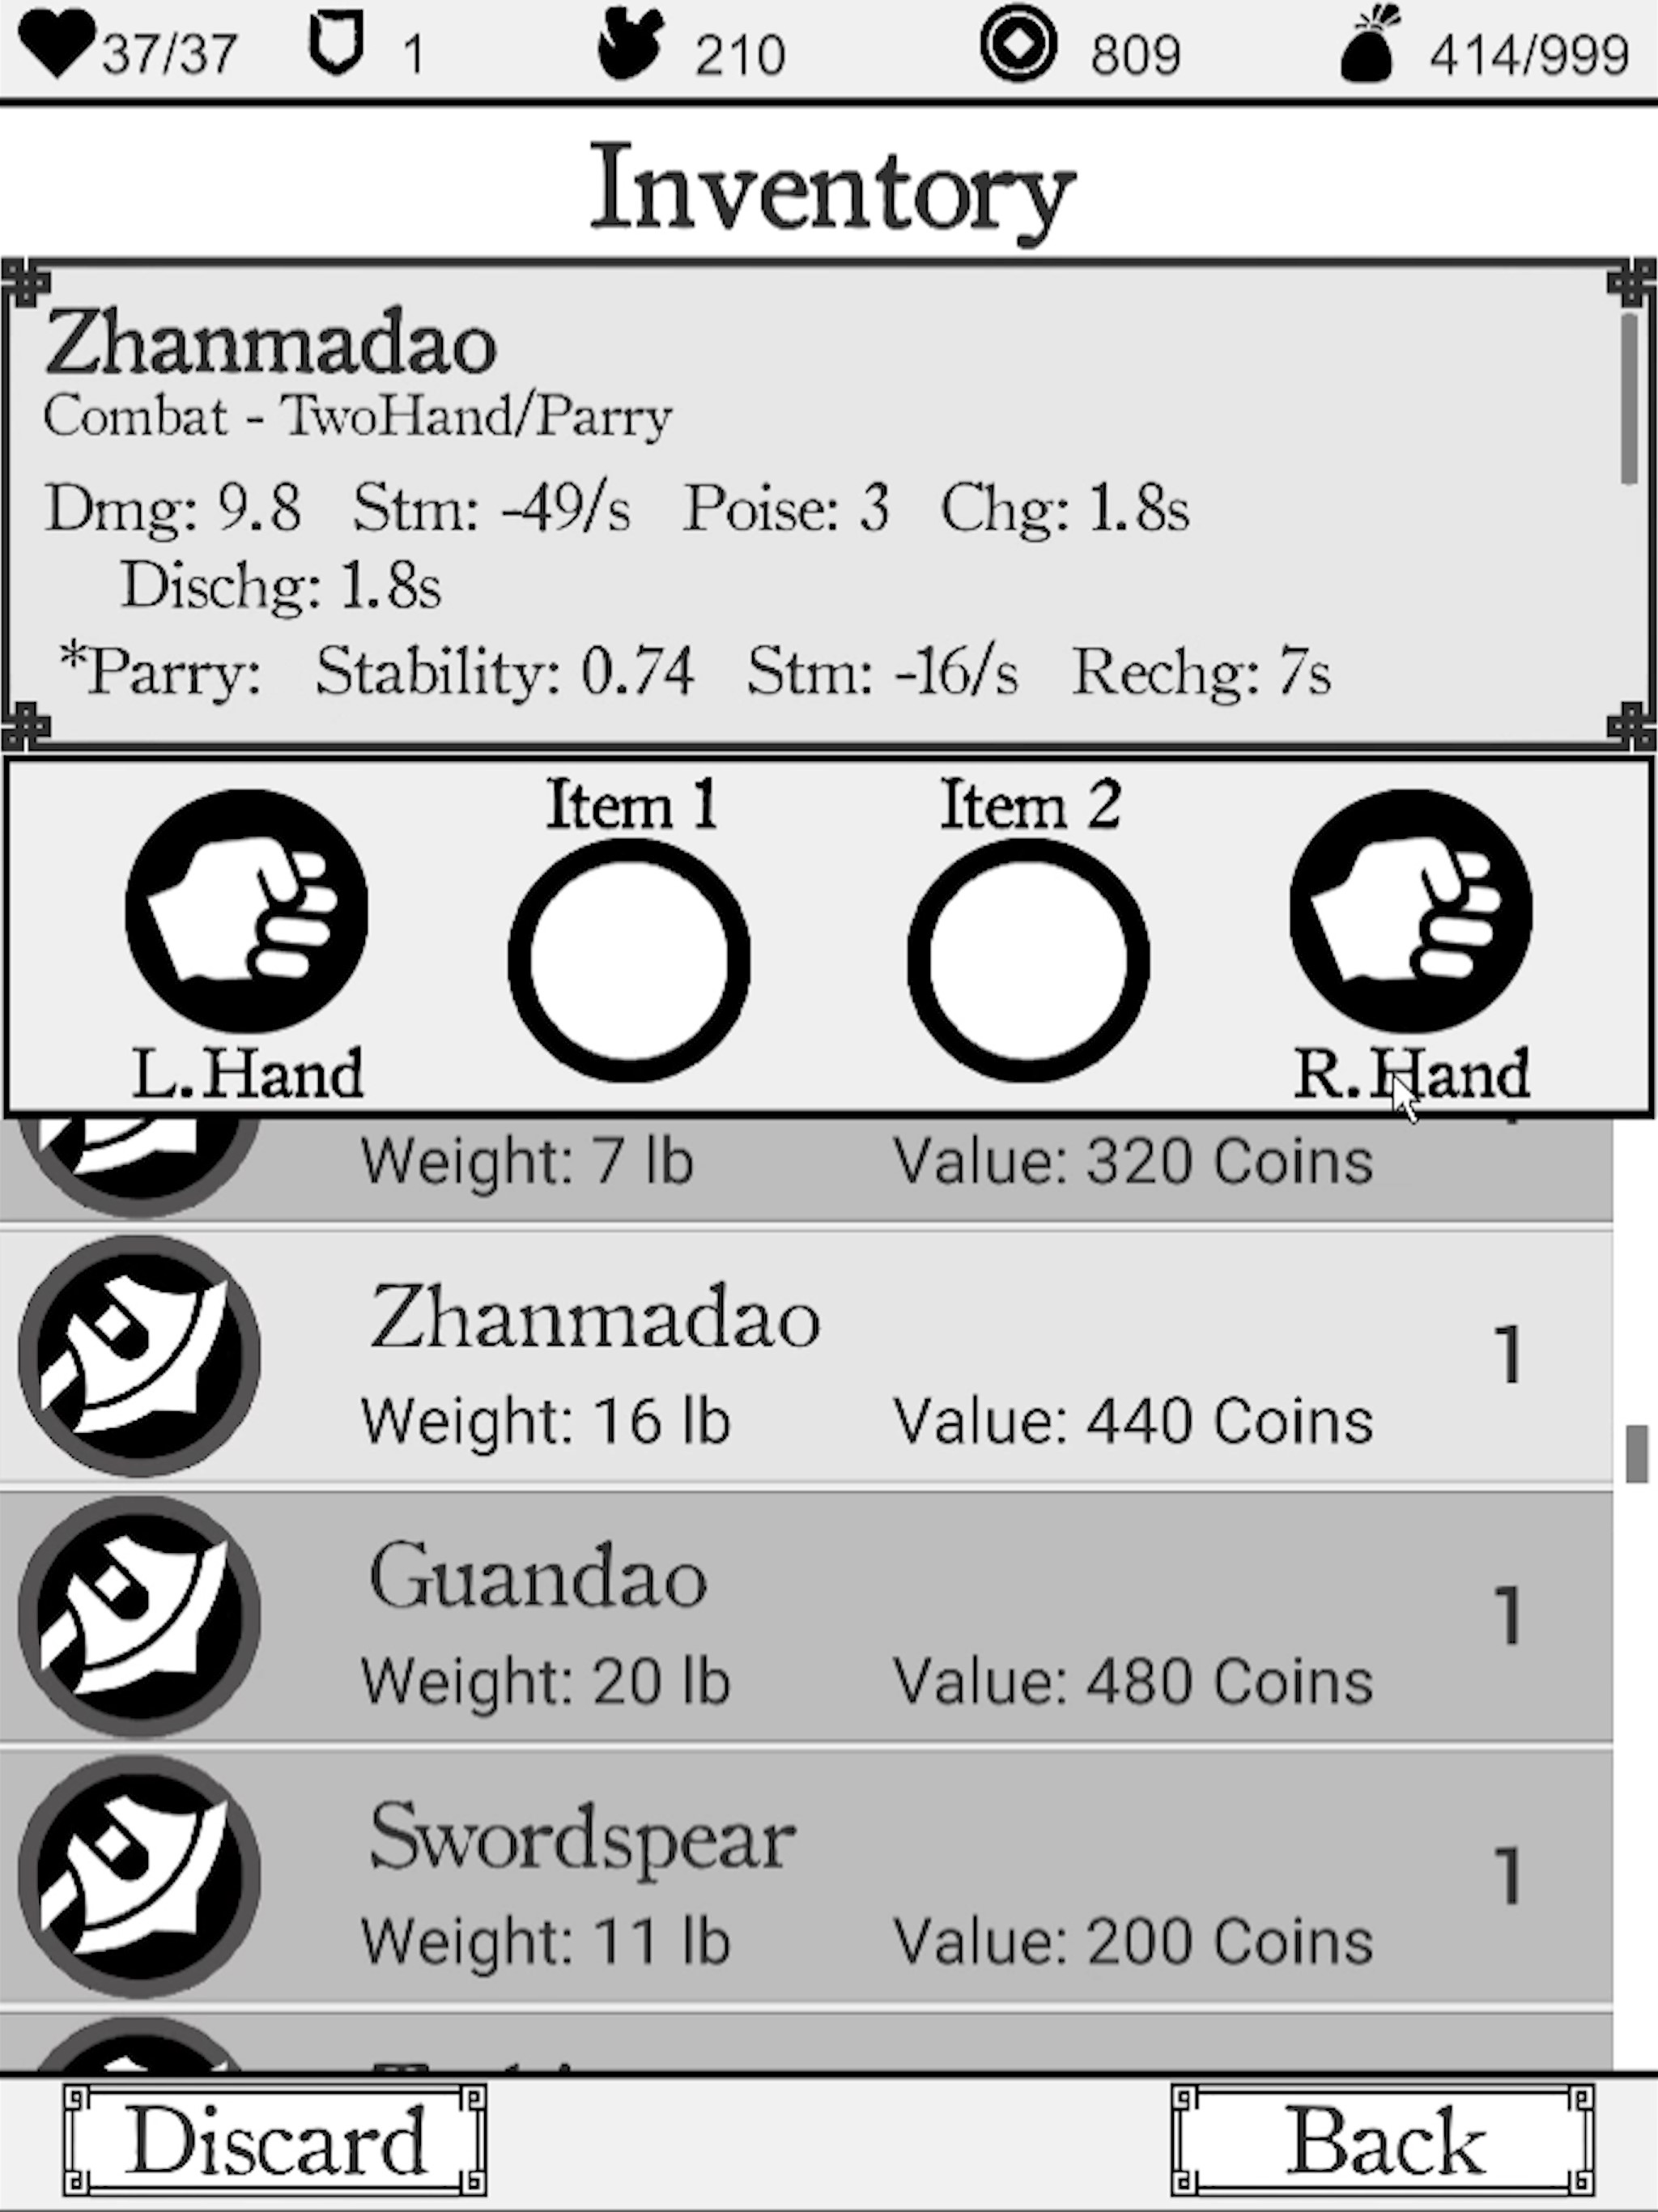 37/37 1 210 809 414/999
Inventory
Zhanmadao
Combat - TwoHand/Parry
Dmg: 9.8 Stm: -49/s Poise: 3 Chg: 1.8s
Dischg: 1.8s
*Parry: Stability: 0.74 Stm: -16/s Rechg: 7s
Item 1 Item 2
L.Hand R.Hand
Weight: 7 lb Value: 320 Coins
Zhanmadao
1
Weight: 16 lb Value: 440 Coins
Guandao
1
Weight: 20 lb Value: 480 Coins
Swordspear
1
Weight: 11 lb Value: 200 Coins
Discard Back